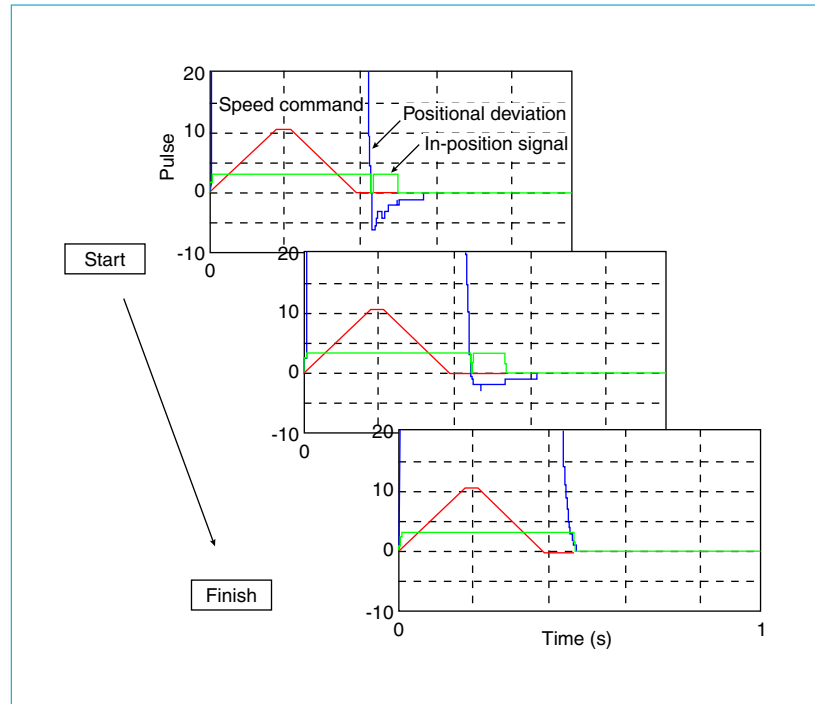 20
Speed command
Positional deviation
10
In-position signal
Pulse
0
-10
0
Start
20
10
0
-10
0
20
10
0
-10
0
1
Time (s)
Finish